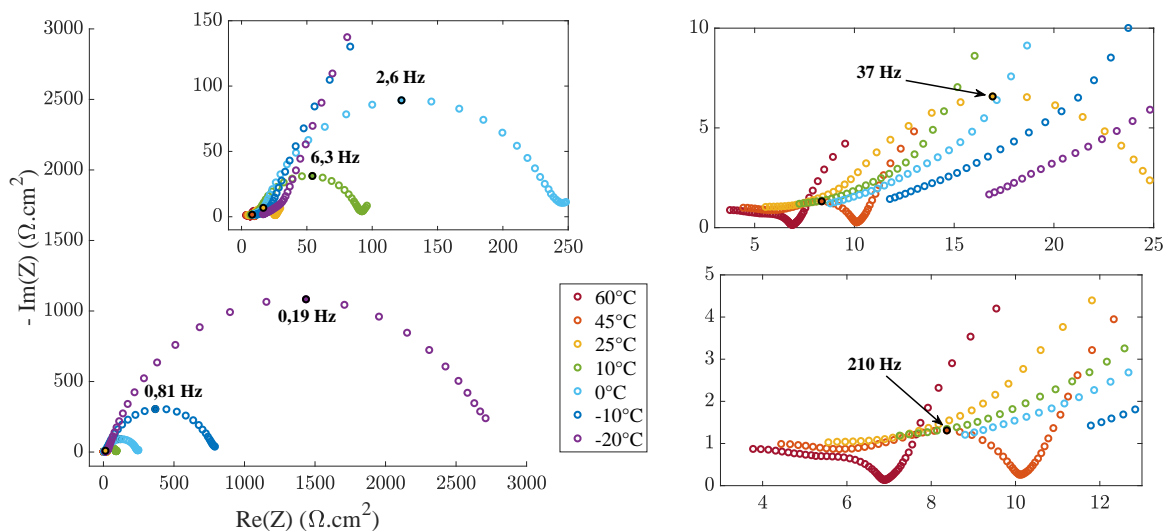 - Im(Z) (Ω.cm²)
3000
2500
2000
1500
1000
500
0
0 500 1000 1500 2000 2500 3000
Re(Z) (Ω.cm²)
0,19 Hz
0,81 Hz
150
100
50
0
0 50 100 150 200 250
2,6 Hz
6,3 Hz
60°C
45°C
25°C
10°C
0°C
-10°C
-20°C
10
5
0
5 10 15 20 25
37 Hz
5
4
3
2
1
0
4 6 8 10 12
210 Hz